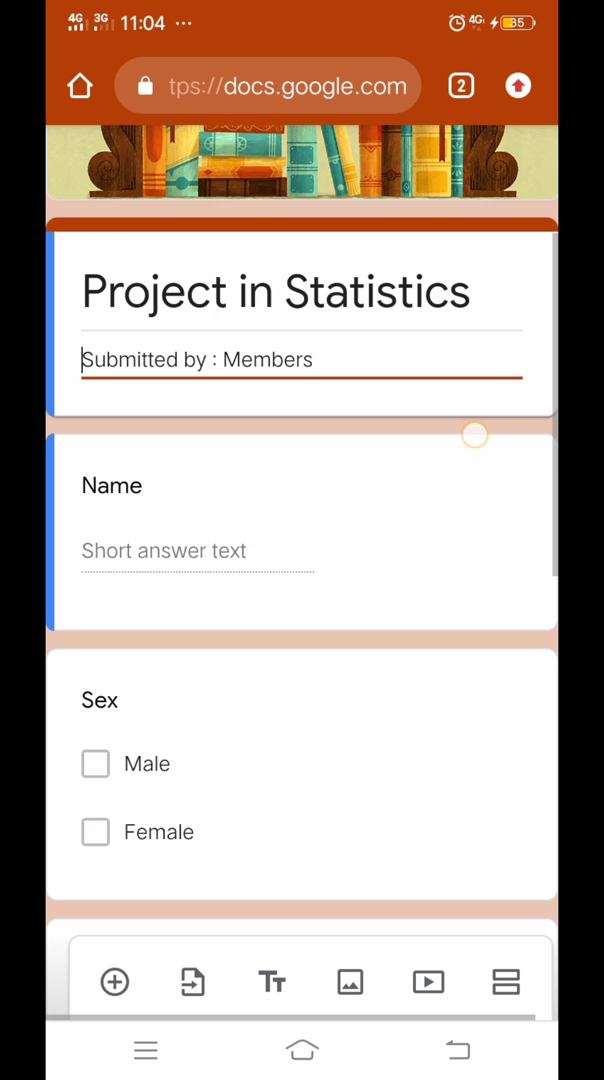 4G 3G 11:04 ... 4G 35
tps://docs.google.com 2
Project in Statistics
Submitted by : Members
Name
Short answer text
Sex
Male
Female
Tт